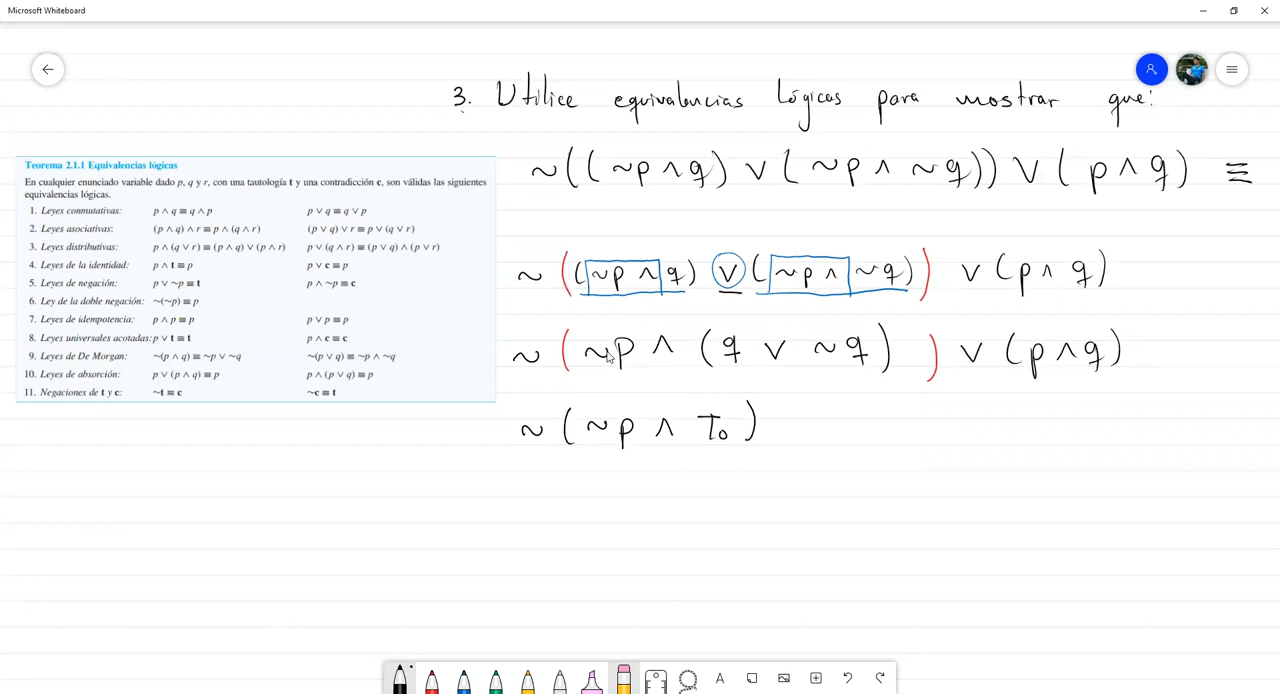 Microsoft Whiteboard
3. Utilice equivalencias lógicas para mostrar que:
~((~p ∧ q) ∨ (~p ∧ ~q)) ∨ (p ∧ q) ≡
Teorema 2.1.1 Equivalencias lógicas
En cualquier enunciado variable dado p, q y r, con una tautología t y una contradicción c, son válidas las siguientes
equivalencias lógicas.
1. Leyes conmutativas: p ∧ q ≡ q ∧ p p ∨ q ≡ q ∨ p
2. Leyes asociativas: (p ∧ q) ∧ r ≡ p ∧ (q ∧ r) (p ∨ q) ∨ r ≡ p ∨ (q ∨ r)
3. Leyes distributivas: p ∧ (q ∨ r) ≡ (p ∧ q) ∨ (p ∧ r) p ∨ (q ∧ r) ≡ (p ∨ q) ∧ (p ∨ r)
4. Leyes de la identidad: p ∧ t ≡ p p ∨ c ≡ p
5. Leyes de negación: p ∨ ~p ≡ t p ∧ ~p ≡ c
6. Ley de la doble negación: ~(~p) ≡ p
7. Leyes de idempotencia: p ∧ p ≡ p p ∨ p ≡ p
8. Leyes universales acotadas: p ∨ t ≡ t p ∧ c ≡ c
9. Leyes de De Morgan: ~(p ∧ q) ≡ ~p ∨ ~q ~(p ∨ q) ≡ ~p ∧ ~q
10. Leyes de absorción: p ∨ (p ∧ q) ≡ p p ∧ (p ∨ q) ≡ p
11. Negaciones de t y c: ~t ≡ c ~c ≡ t
~ ((~p ∧ q) ∨ (~p ∧ ~q)) ∨ (p ∧ q)
~ (~p ∧ (q ∨ ~q)) ∨ (p ∧ q)
~ (~p ∧ T₀)
A